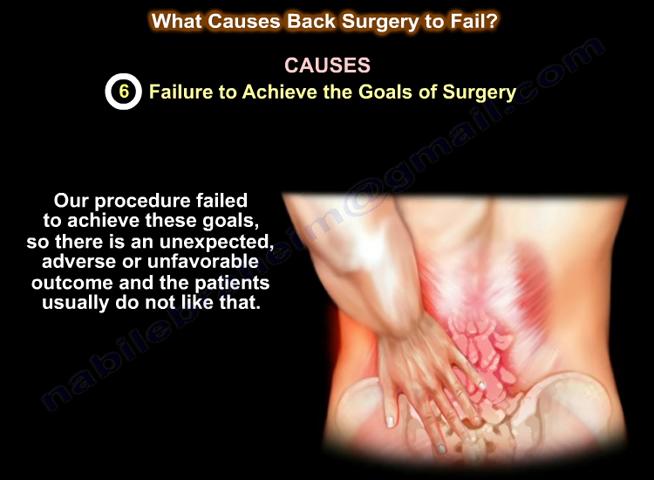 What Causes Back Surgery to Fail?
CAUSES
6 Failure to Achieve the Goals of Surgery
Our procedure failed
to achieve these goals,
so there is an unexpected,
adverse or unfavorable
outcome and the patients
usually do not like that.